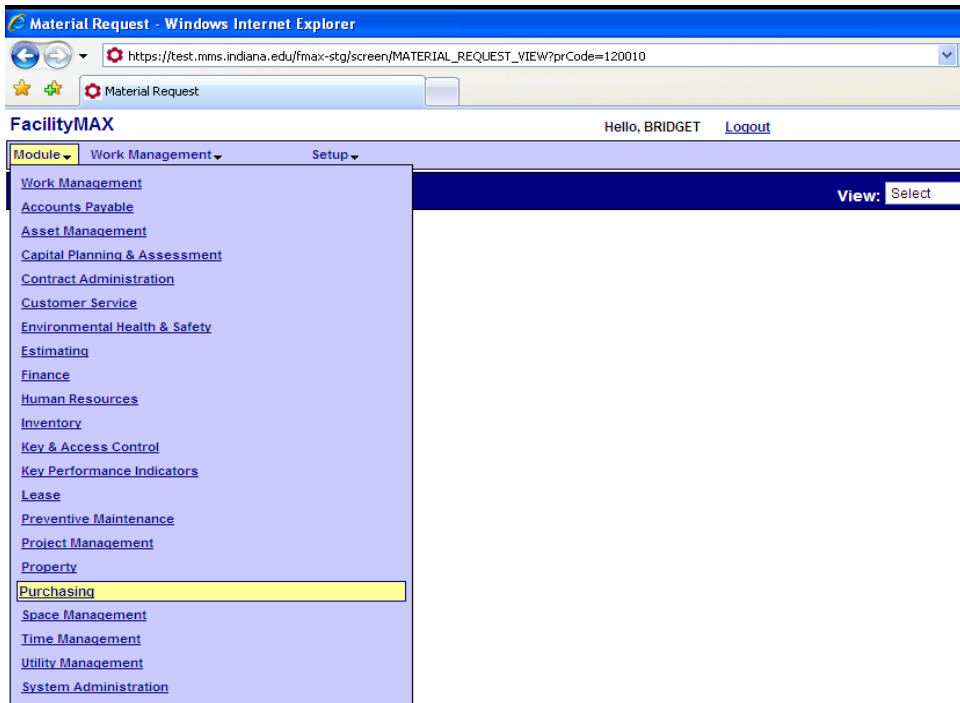 Material Request - Windows Internet Explorer
https://test.mms.indiana.edu/fmax-stg/screen/MATERIAL_REQUEST_VIEW?prCode=120010
Material Request
FacilityMAX Hello, BRIDGET Logout
Module Work Management Setup
View: Select
Work Management
Accounts Payable
Asset Management
Capital Planning & Assessment
Contract Administration
Customer Service
Environmental Health & Safety
Estimating
Finance
Human Resources
Inventory
Key & Access Control
Key Performance Indicators
Lease
Preventive Maintenance
Project Management
Property
Purchasing
Space Management
Time Management
Utility Management
System Administration